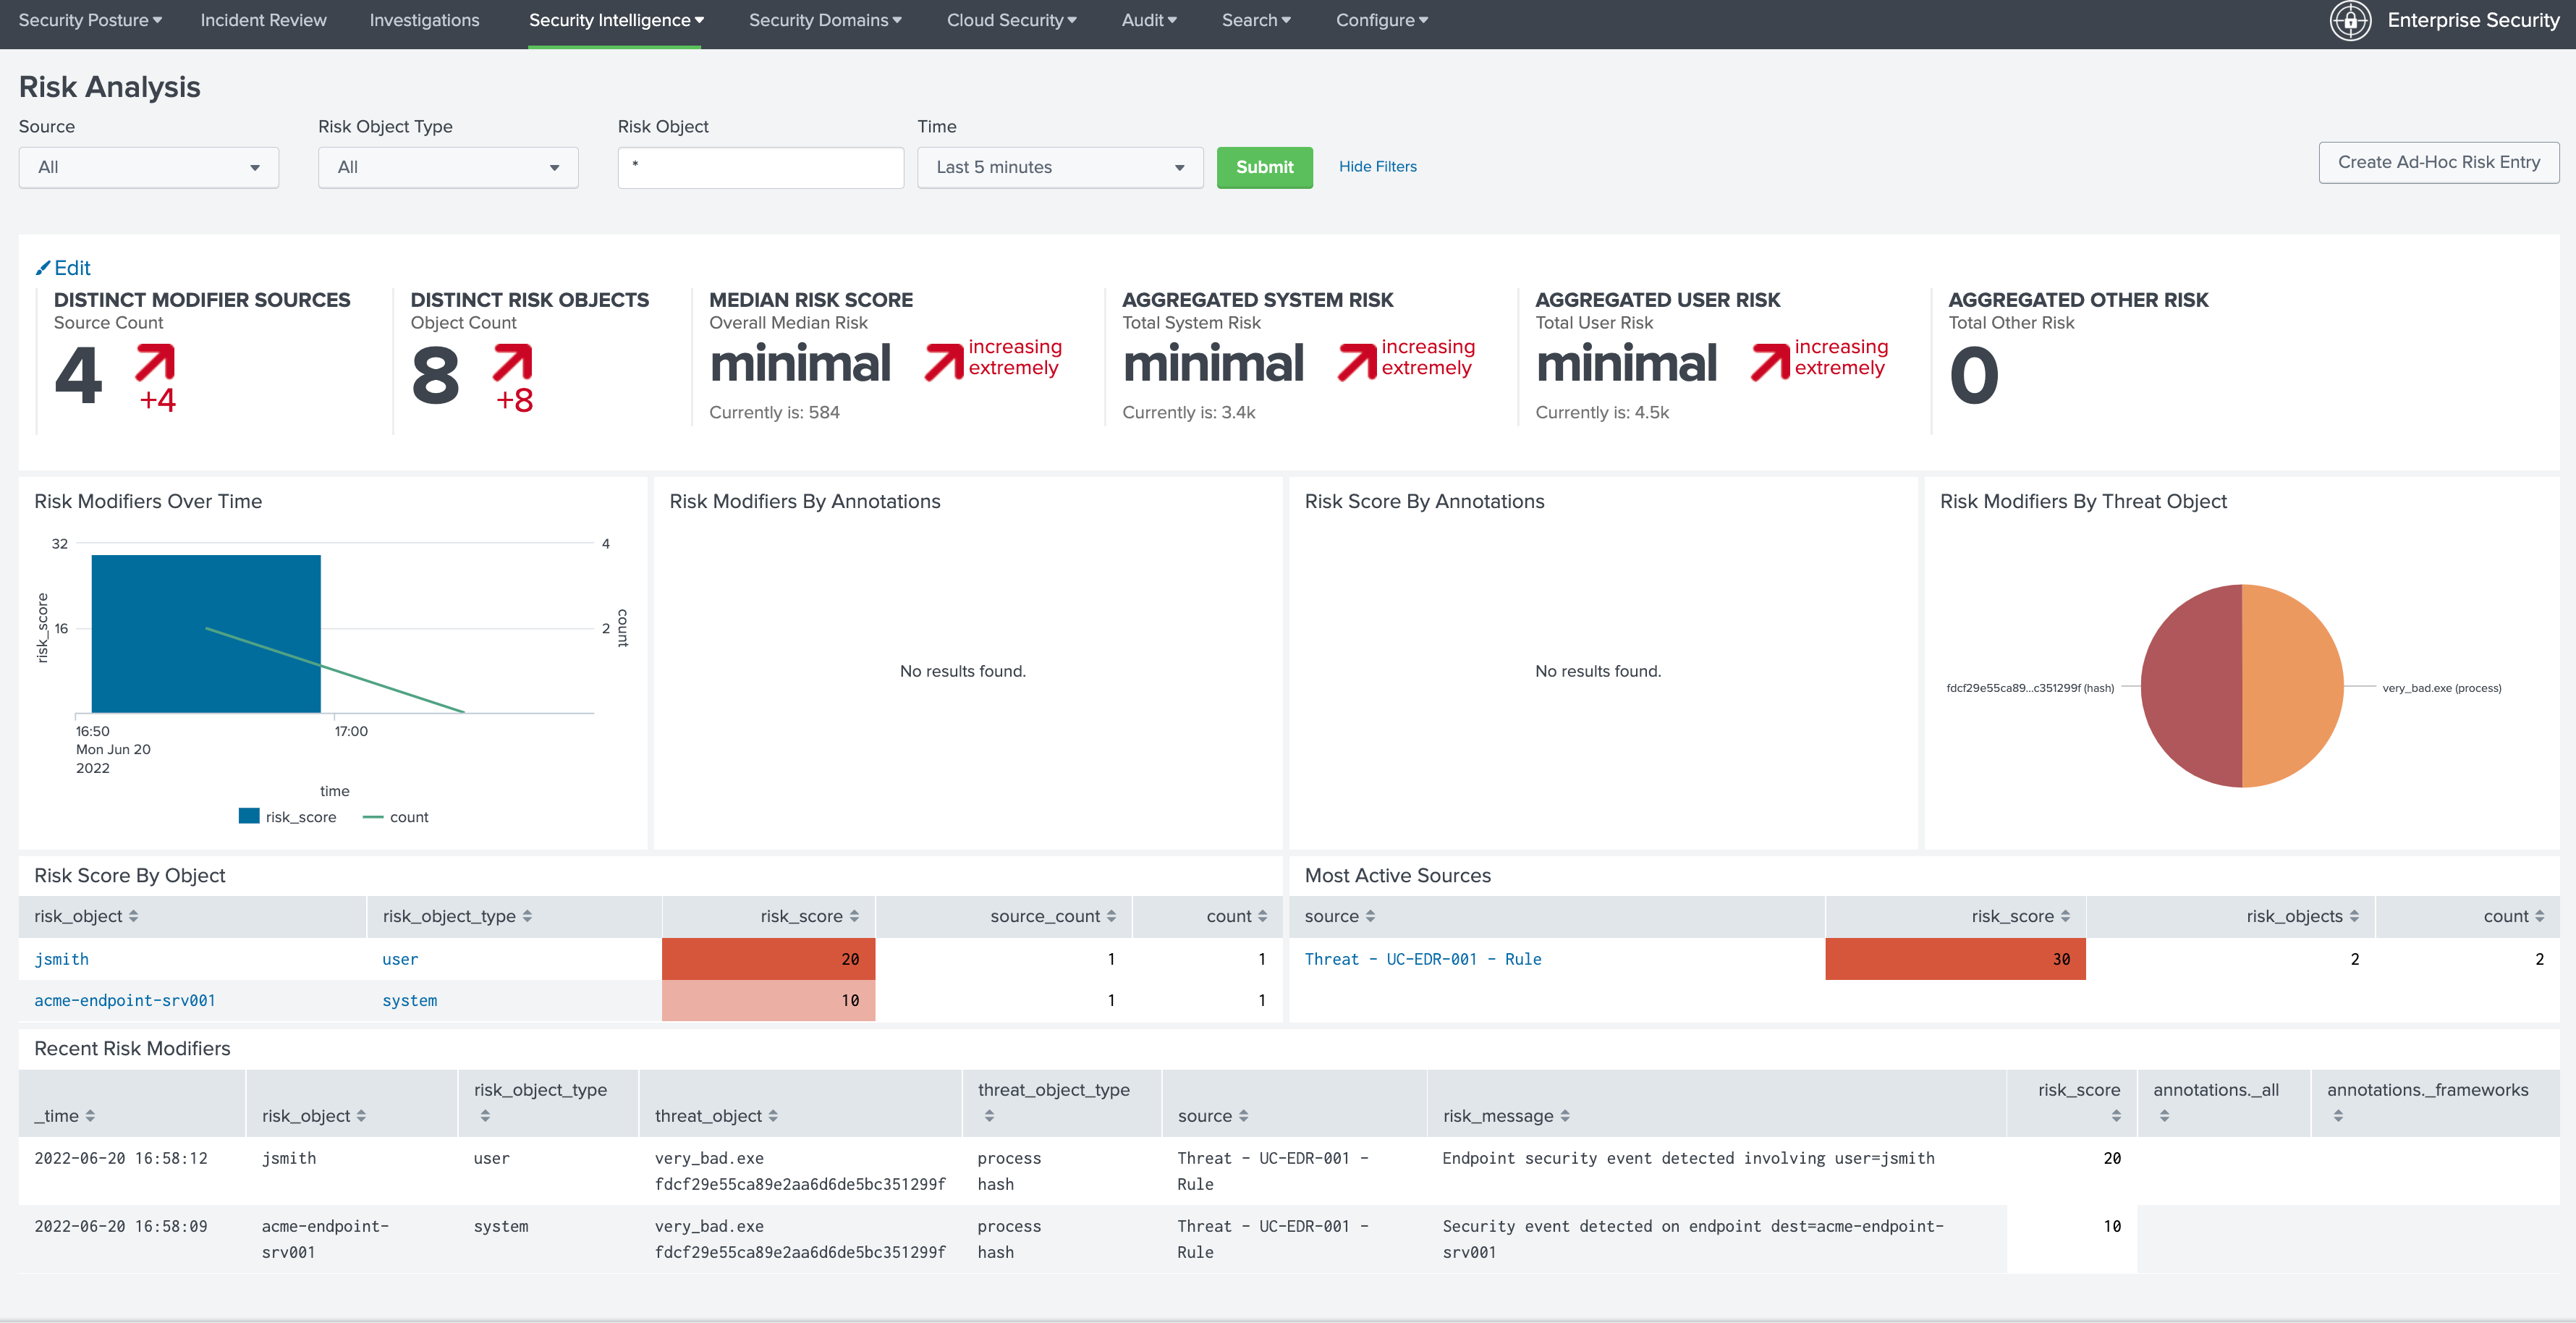 Security Posture Incident Review Investigations Security Intelligence Security Domains Cloud Security Audit Search Configure Enterprise Security
Risk Analysis
Source Risk Object Type Risk Object Time
All All * Last 5 minutes Submit Hide Filters Create Ad-Hoc Risk Entry
Edit
DISTINCT MODIFIER SOURCES
Source Count
4 +4
DISTINCT RISK OBJECTS
Object Count
8 +8
MEDIAN RISK SCORE
Overall Median Risk
minimal increasing
extremely
Currently is: 584
AGGREGATED SYSTEM RISK
Total System Risk
minimal increasing
extremely
Currently is: 3.4k
AGGREGATED USER RISK
Total User Risk
minimal increasing
extremely
Currently is: 4.5k
AGGREGATED OTHER RISK
Total Other Risk
0
Risk Modifiers Over Time
32 4
risk_score
16 2
count
16:50 17:00
Mon Jun 20
2022
time
risk_score count
Risk Modifiers By Annotations
No results found.
Risk Score By Annotations
No results found.
Risk Modifiers By Threat Object
fdcf29e55ca89...c351299f (hash) very_bad.exe (process)
Risk Score By Object
risk_object risk_object_type risk_score source_count count
jsmith user 20 1 1
acme-endpoint-srv001 system 10 1 1
Most Active Sources
source risk_score risk_objects count
Threat - UC-EDR-001 - Rule 30 2 2
Recent Risk Modifiers
_time risk_object risk_object_type threat_object threat_object_type source risk_message risk_score annotations._all annotations._frameworks
2022-06-20 16:58:12 jsmith user very_bad.exe process Threat - UC-EDR-001 - Endpoint security event detected involving user=jsmith 20
fdcf29e55ca89e2aa6d6de5bc351299f hash Rule
2022-06-20 16:58:09 acme-endpoint- system very_bad.exe process Threat - UC-EDR-001 - Security event detected on endpoint dest=acme-endpoint- 10
srv001 fdcf29e55ca89e2aa6d6de5bc351299f hash Rule srv001